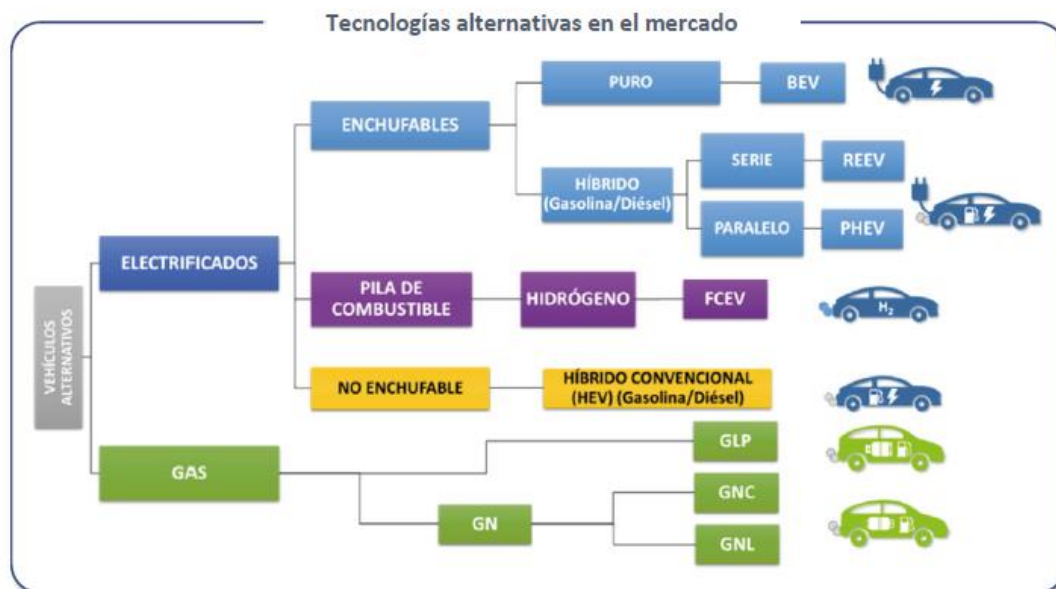 Tecnologías alternativas en el mercado
PURO
BEV
ENCHUFABLES
SERIE
REEV
HÍBRIDO
(Gasolina/Diésel)
PARALELO
PHEV
ELECTRIFICADOS
PILA DE
COMBUSTIBLE
HIDRÓGENO
FCEV
H2
VEHÍCULOS
ALTERNATIVOS
NO ENCHUFABLE
HÍBRIDO CONVENCIONAL
(HEV) (Gasolina/Diésel)
GAS
GLP
GNC
GN
GNL